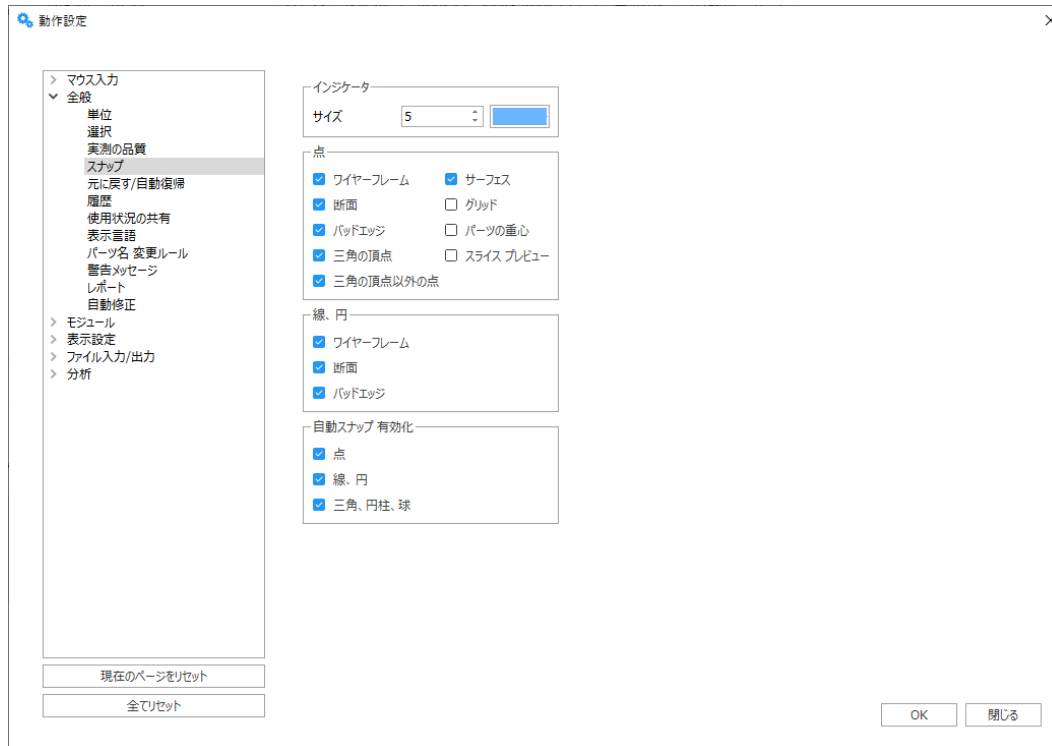 動作設定
マウス入力
全般
単位
選択
実測の品質
スナップ
元に戻す/自動復帰
履歴
使用状況の共有
表示言語
パーツ名 変更ルール
警告メッセージ
レポート
自動修正
モジュール
表示設定
ファイル入力/出力
分析
現在のページをリセット
全てリセット
インジケータ
サイズ 5
点
ワイヤーフレーム サーフェス
断面 グリッド
バッドエッジ パーツの重心
三角の頂点 スライス プレビュー
三角の頂点以外の点
線、円
ワイヤーフレーム
断面
バッドエッジ
自動スナップ 有効化
点
線、円
三角、円柱、球
OK 閉じる